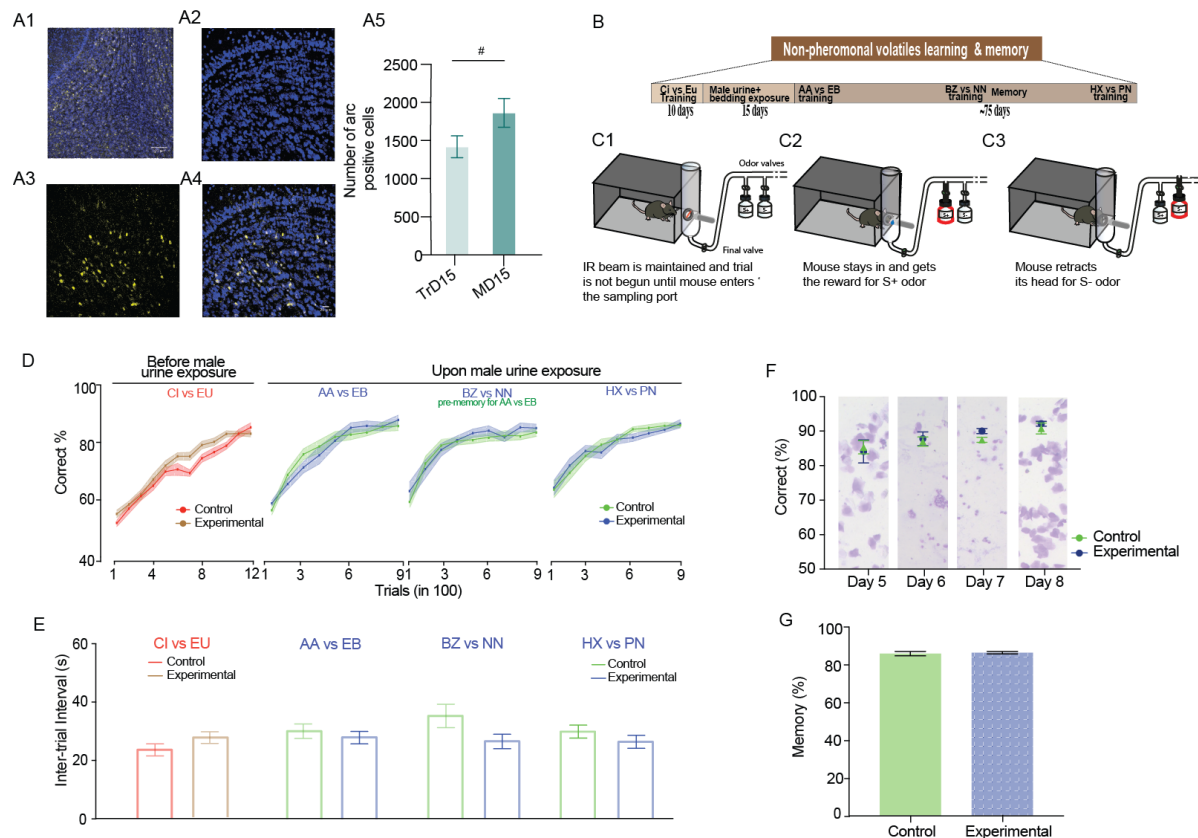 A1
A2
A3
A4
A5
#
Number of arc
positive cells
2500
2000
1500
1000
500
0
TrD15
MD15
B
Non-pheromonal volatiles learning & memory
Ci vs Eu
Training
Male urine+
bedding exposure
AA vs EB
training
BZ vs NN
training
Memory
HX vs PN
training
10 days
15 days
~75 days
C1
C2
C3
Odor valves
Final valve
IR beam is maintained and trial
is not begun until mouse enters '
the sampling port
Mouse stays in and gets
the reward for S+ odor
Mouse retracts
its head for S- odor
D
Before male
urine exposure
Upon male urine exposure
CI vs EU
AA vs EB
BZ vs NN
pre-memory for AA vs EB
HX vs PN
Correct %
100
80
60
40
Control
Experimental
Control
Experimental
Control
Experimental
1 4 8 12 1 3 6 9 1 3 6 9 1 3 6 9
Trials (in 100)
E
CI vs EU
AA vs EB
BZ vs NN
HX vs PN
Control
Experimental
Control
Experimental
Inter-trial Interval (s)
60
40
20
0
F
Correct (%)
100
90
80
70
60
50
Control
Experimental
Day 5
Day 6
Day 7
Day 8
G
Memory (%)
100
80
60
40
20
0
Control
Experimental